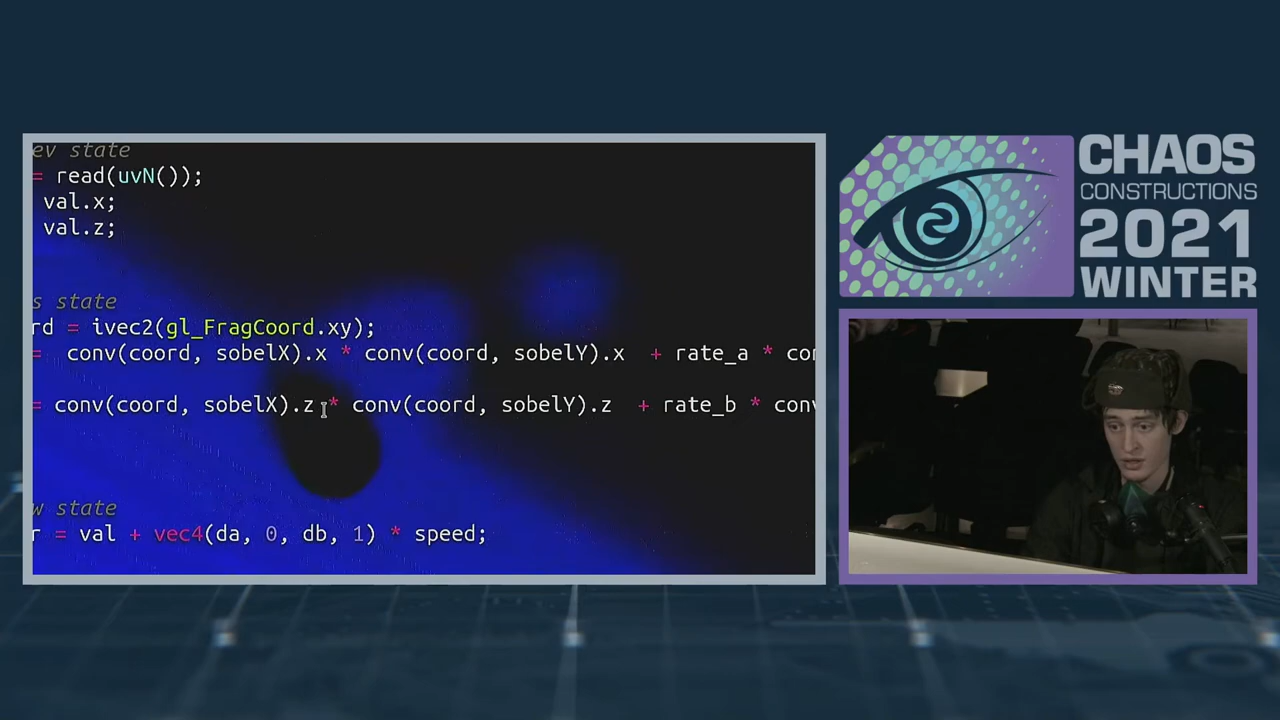 ev state
= read(uvN());
val.x;
val.z;
s state
rd = ivec2(gl_FragCoord.xy);
= conv(coord, sobelX).x * conv(coord, sobelY).x + rate_a * con
= conv(coord, sobelX).z * conv(coord, sobelY).z + rate_b * conv
w state
r = val + vec4(da, 0, db, 1) * speed;
CHAOS
CONSTRUCTIONS
2021
WINTER